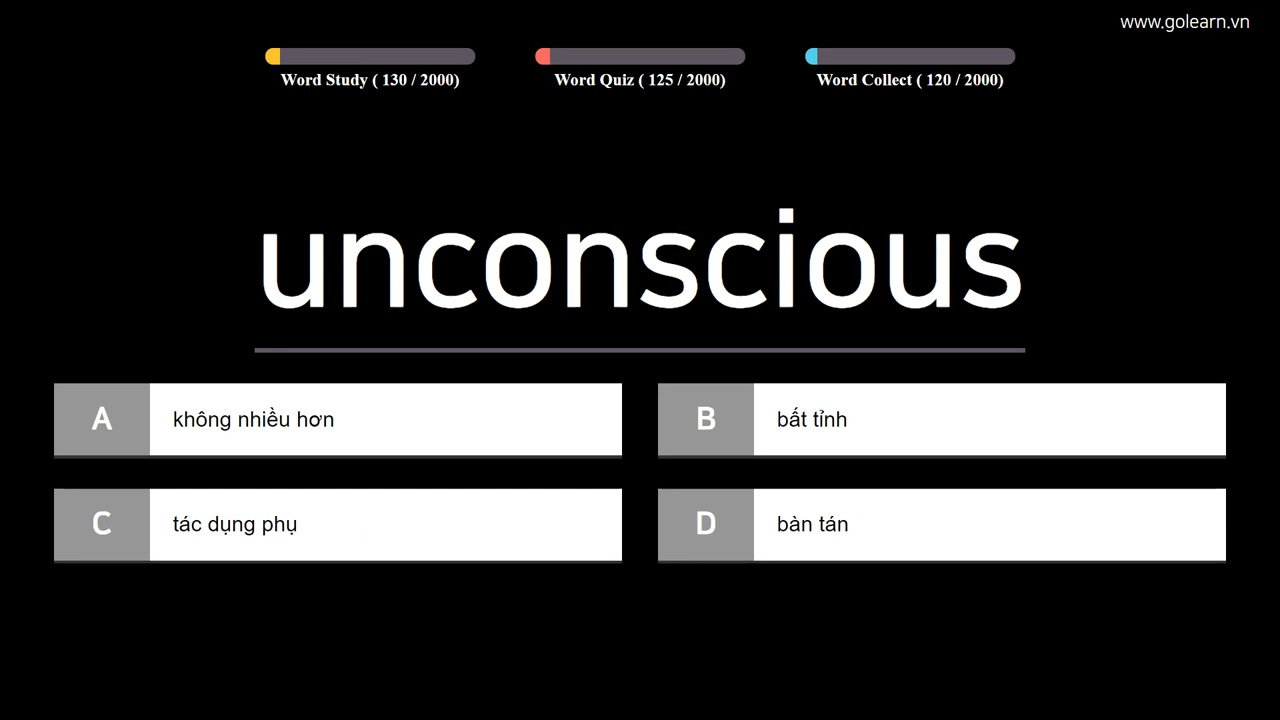 www.golearn.vn
Word Study ( 130 / 2000)
Word Quiz ( 125 / 2000)
Word Collect ( 120 / 2000)
unconscious
A không nhiều hơn
B bất tỉnh
C tác dụng phụ
D bàn tán